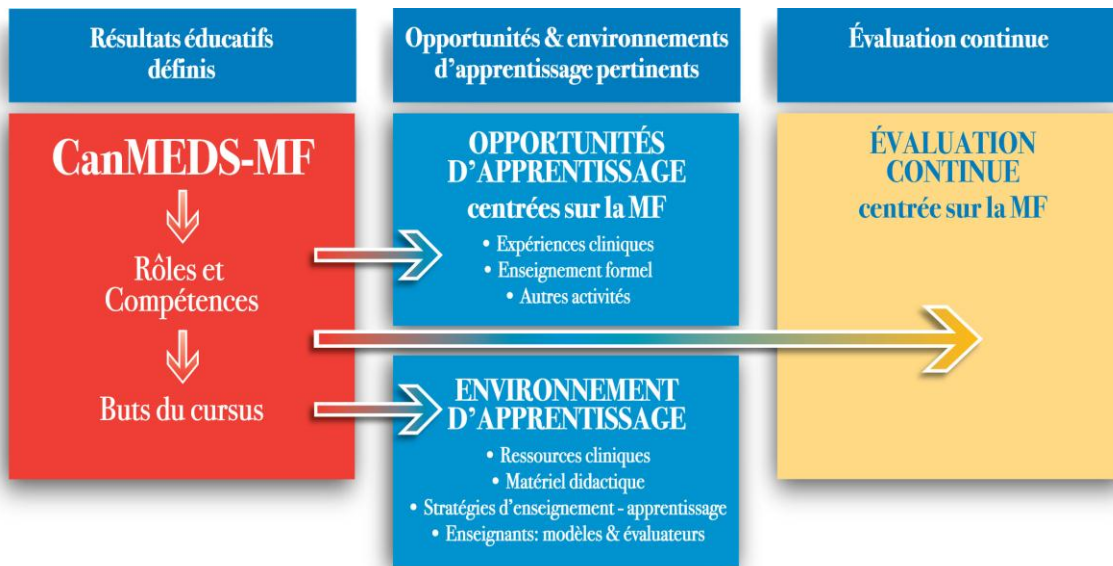 Résultats éducatifs
définis
Opportunités & environnements
d'apprentissage pertinents
Évaluation continue
CanMEDS-MF
Rôles et
Compétences
Buts du cursus
OPPORTUNITÉS
D'APPRENTISSAGE
centrées sur la MF
• Expériences cliniques
• Enseignement formel
• Autres activités
ENVIRONNEMENT
D'APPRENTISSAGE
• Ressources cliniques
• Matériel didactique
• Stratégies d'enseignement - apprentissage
• Enseignants: modèles & évaluateurs
ÉVALUATION
CONTINUE
centrée sur la MF